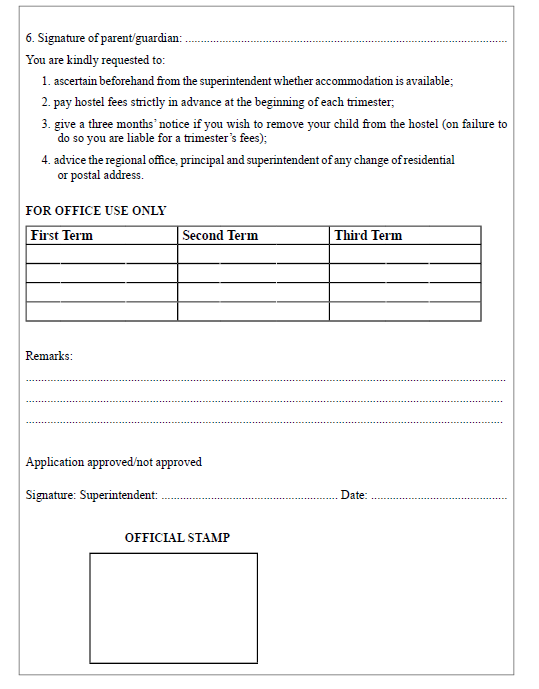 6. Signature of parent/guardian: ..........................................................................................................
You are kindly requested to:
1. ascertain beforehand from the superintendent whether accommodation is available;
2. pay hostel fees strictly in advance at the beginning of each trimester;
3. give a three months’ notice if you wish to remove your child from the hostel (on failure to
do so you are liable for a trimester’s fees);
4. advice the regional office, principal and superintendent of any change of residential
or postal address.
FOR OFFICE USE ONLY
First Term Second Term Third Term
Remarks:
................................................................................................................................................................
...............................................................................................................................................................
...............................................................................................................................................................
Application approved/not approved
Signature: Superintendent: .......................................................... Date: .............................................
OFFICIAL STAMP